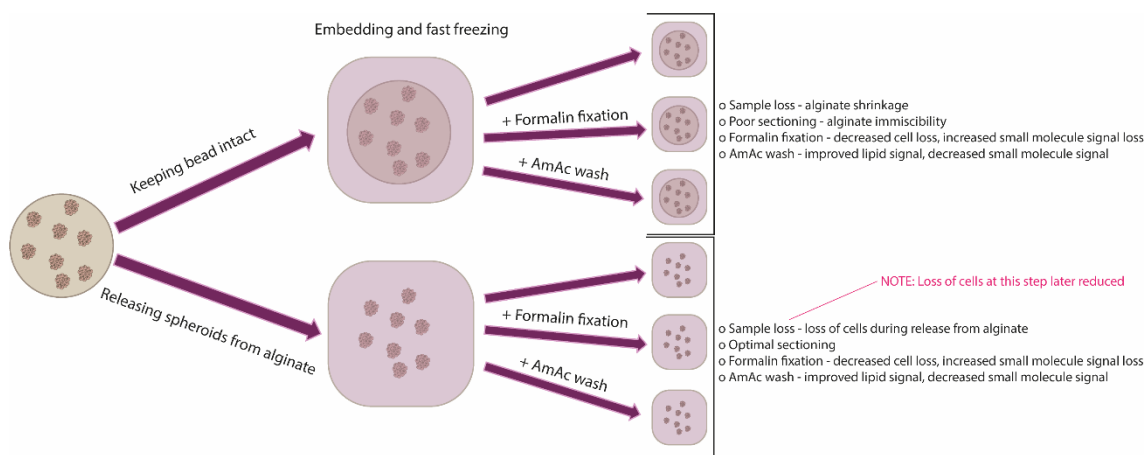 Embedding and fast freezing
Keeping bead intact
+ Formalin fixation
+ AmAc wash
o Sample loss - alginate shrinkage
o Poor sectioning - alginate immiscibility
o Formalin fixation - decreased cell loss, increased small molecule signal loss
o AmAc wash - improved lipid signal, decreased small molecule signal
Releasing spheroids from alginate
+ Formalin fixation
+ AmAc wash
NOTE: Loss of cells at this step later reduced
o Sample loss - loss of cells during release from alginate
o Optimal sectioning
o Formalin fixation - decreased cell loss, increased small molecule signal loss
o AmAc wash - improved lipid signal, decreased small molecule signal